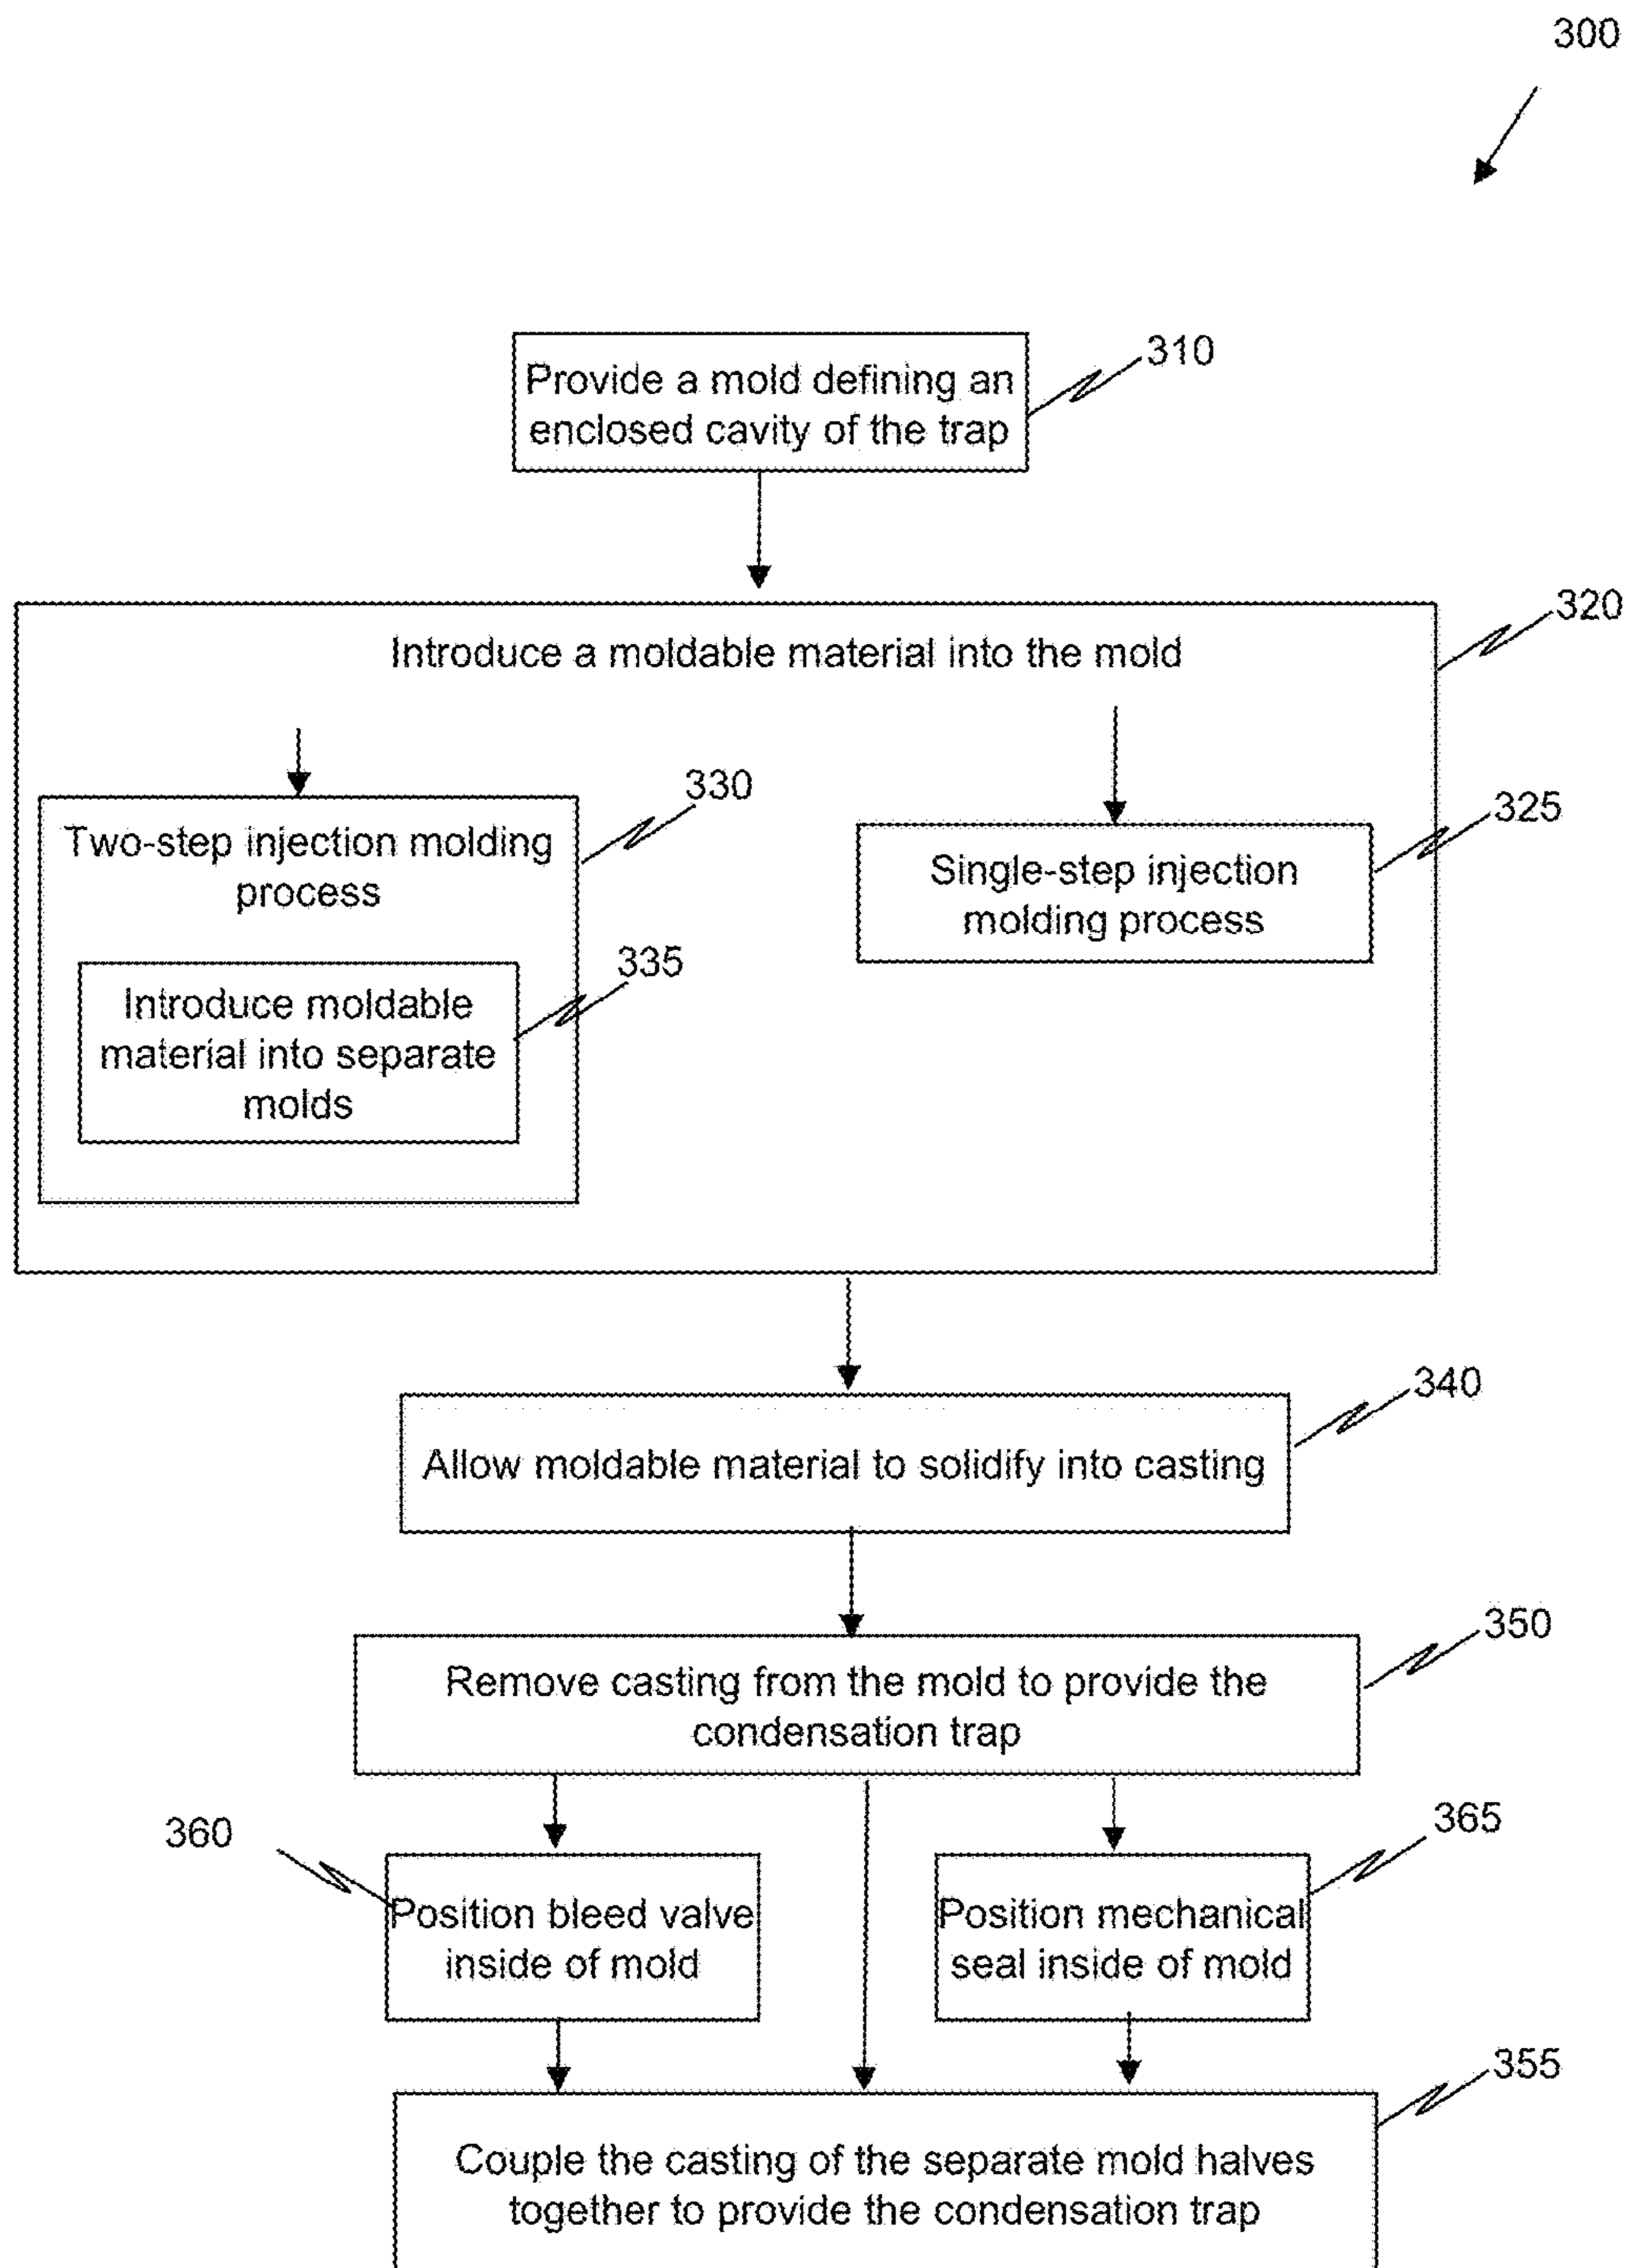 300
310
Provide a mold defining an
enclosed cavity of the trap
320
Introduce a moldable material into the mold
330
Two-step injection molding
process
325
Single-step injection
molding process
335
Introduce moldable
material into separate
molds
340
Allow moldable material to solidify into casting
350
Remove casting from the mold to provide the
condensation trap
360
Position bleed valve
inside of mold
365
Position mechanical
seal inside of mold
355
Couple the casting of the separate mold halves
together to provide the condensation trap